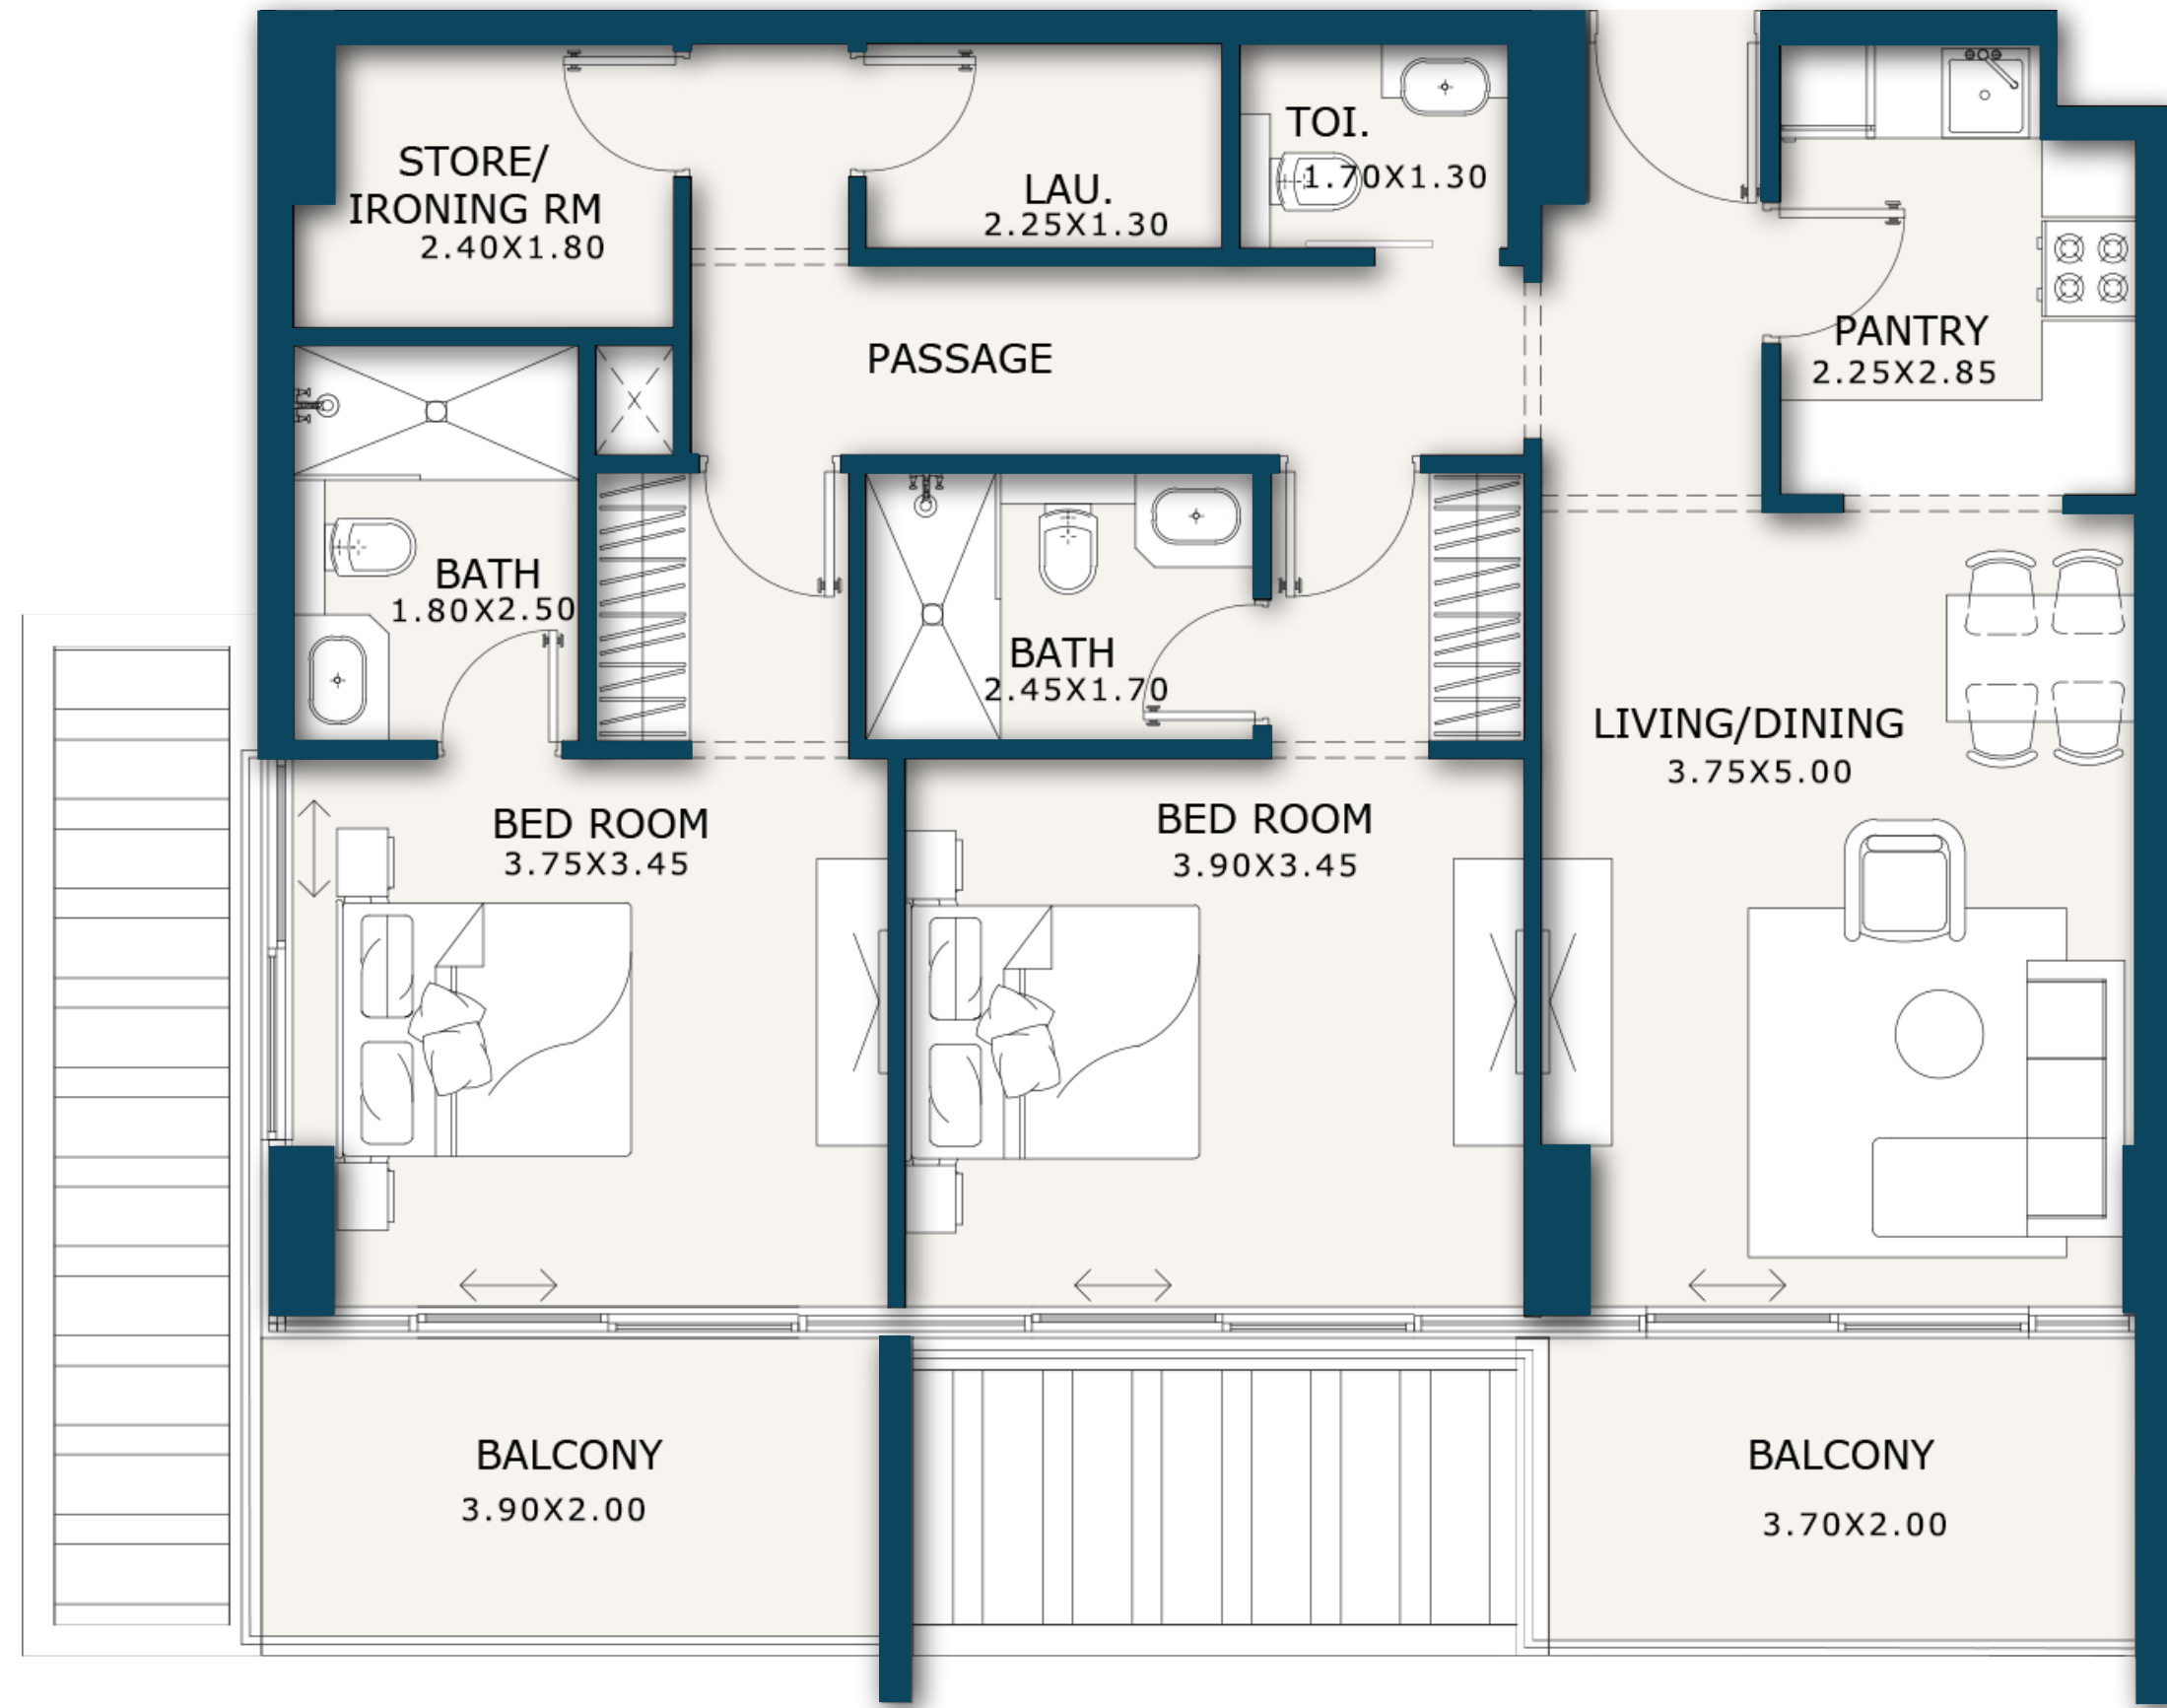 STORE/
IRONING RM
2.40X1.80
LAU.
2.25X1.30
TOI.
1.70X1.30
PASSAGE
PANTRY
2.25X2.85
BATH
1.80X2.50
BATH
2.45X1.70
LIVING/DINING
3.75X5.00
BED ROOM
3.75X3.45
BED ROOM
3.90X3.45
BALCONY
3.90X2.00
BALCONY
3.70X2.00